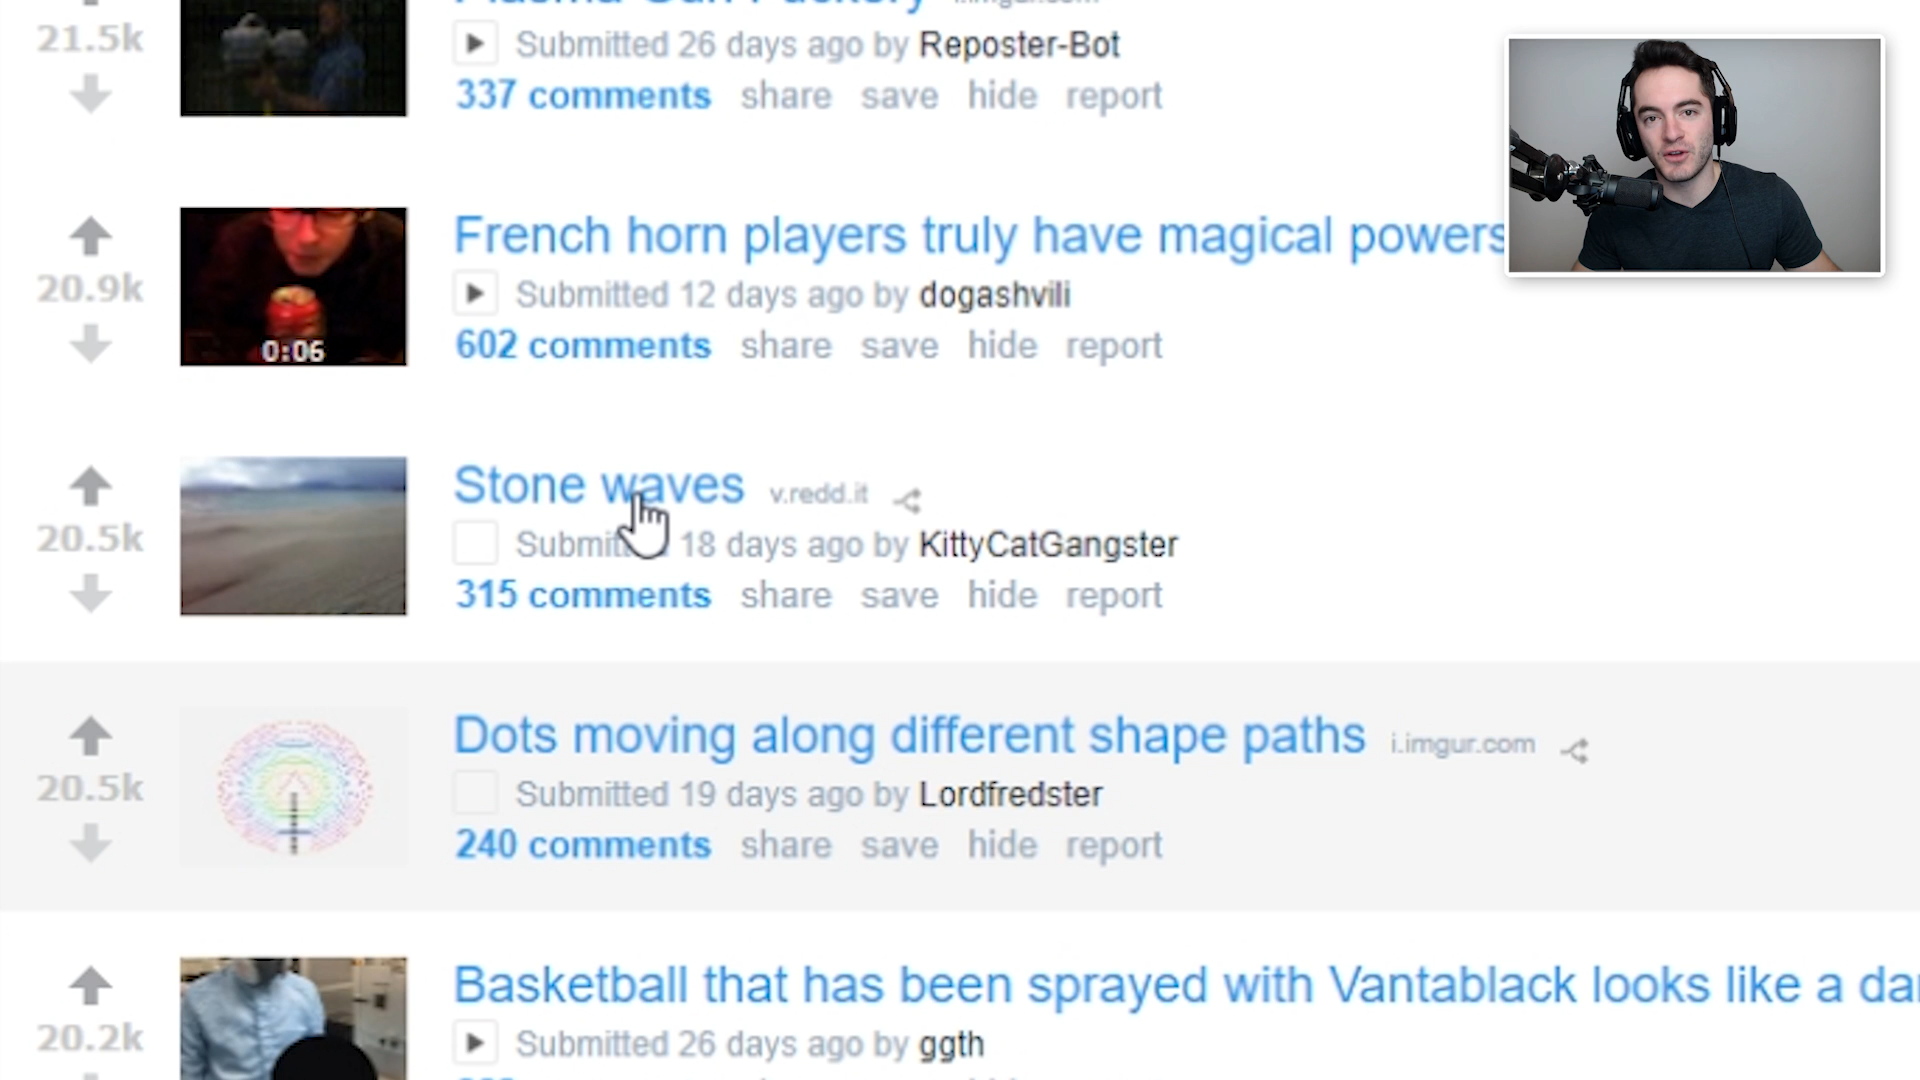 21.5k
Submitted 26 days ago by Reposter-Bot
337 comments share save hide report
French horn players truly have magical powers
20.9k
0:06
Submitted 12 days ago by dogashvili
602 comments share save hide report
Stone waves v.redd.it
20.5k
Submit 18 days ago by KittyCatGangster
315 comments share save hide report
Dots moving along different shape paths i.imgur.com
20.5k
Submitted 19 days ago by Lordfredster
240 comments share save hide report
Basketball that has been sprayed with Vantablack looks like a da
20.2k
Submitted 26 days ago by ggth